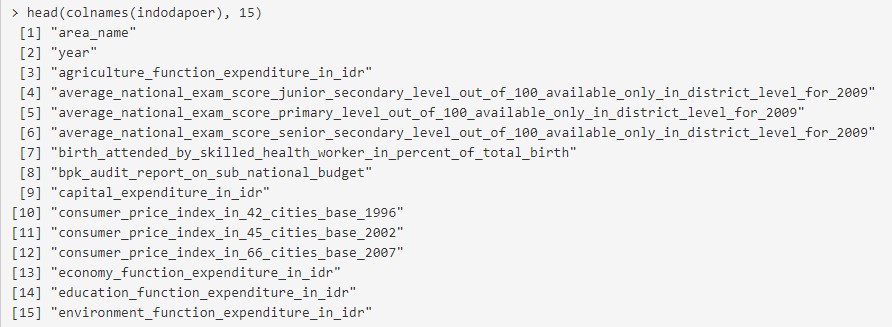 > head(colnames(indodapoer), 15)
[1] "area_name"
[2] "year"
[3] "agriculture_function_expenditure_in_idr"
[4] "average_national_exam_score_junior_secondary_level_out_of_100_available_only_in_district_level_for_2009"
[5] "average_national_exam_score_primary_level_out_of_100_available_only_in_district_level_for_2009"
[6] "average_national_exam_score_senior_secondary_level_out_of_100_available_only_in_district_level_for_2009"
[7] "birth_attended_by_skilled_health_worker_in_percent_of_total_birth"
[8] "bpk_audit_report_on_sub_national_budget"
[9] "capital_expenditure_in_idr"
[10] "consumer_price_index_in_42_cities_base_1996"
[11] "consumer_price_index_in_45_cities_base_2002"
[12] "consumer_price_index_in_66_cities_base_2007"
[13] "economy_function_expenditure_in_idr"
[14] "education_function_expenditure_in_idr"
[15] "environment_function_expenditure_in_idr"